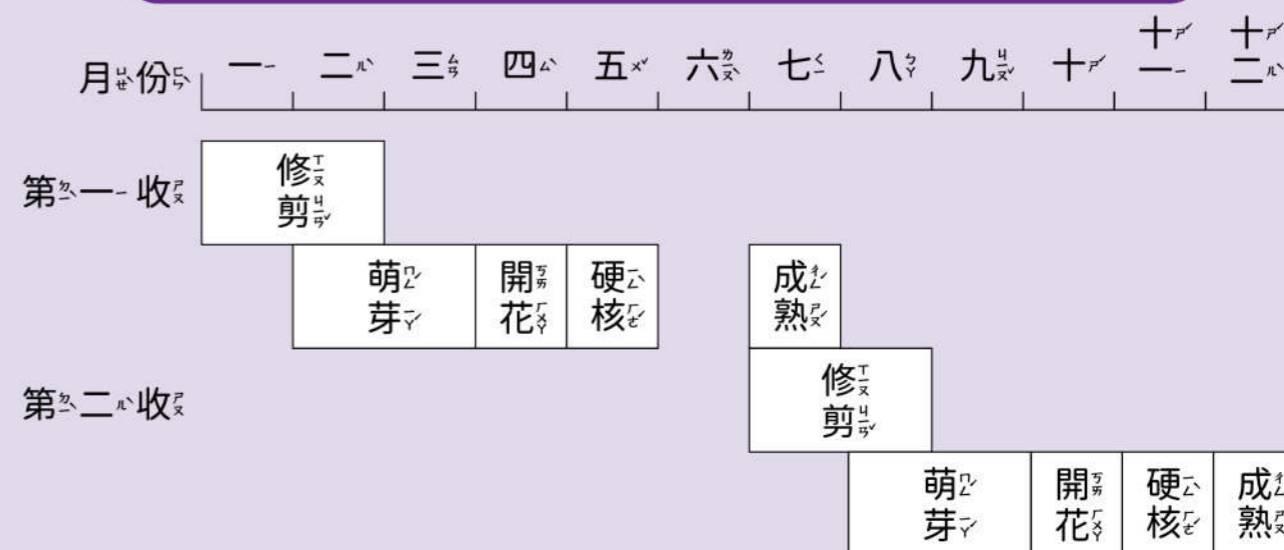 月份 一 二 三 四 五 六 七 八 九 十 十一 十二
第一收
修剪
萌芽 開花 硬核 成熟
第二收
修剪
萌芽 開花 硬核 成熟